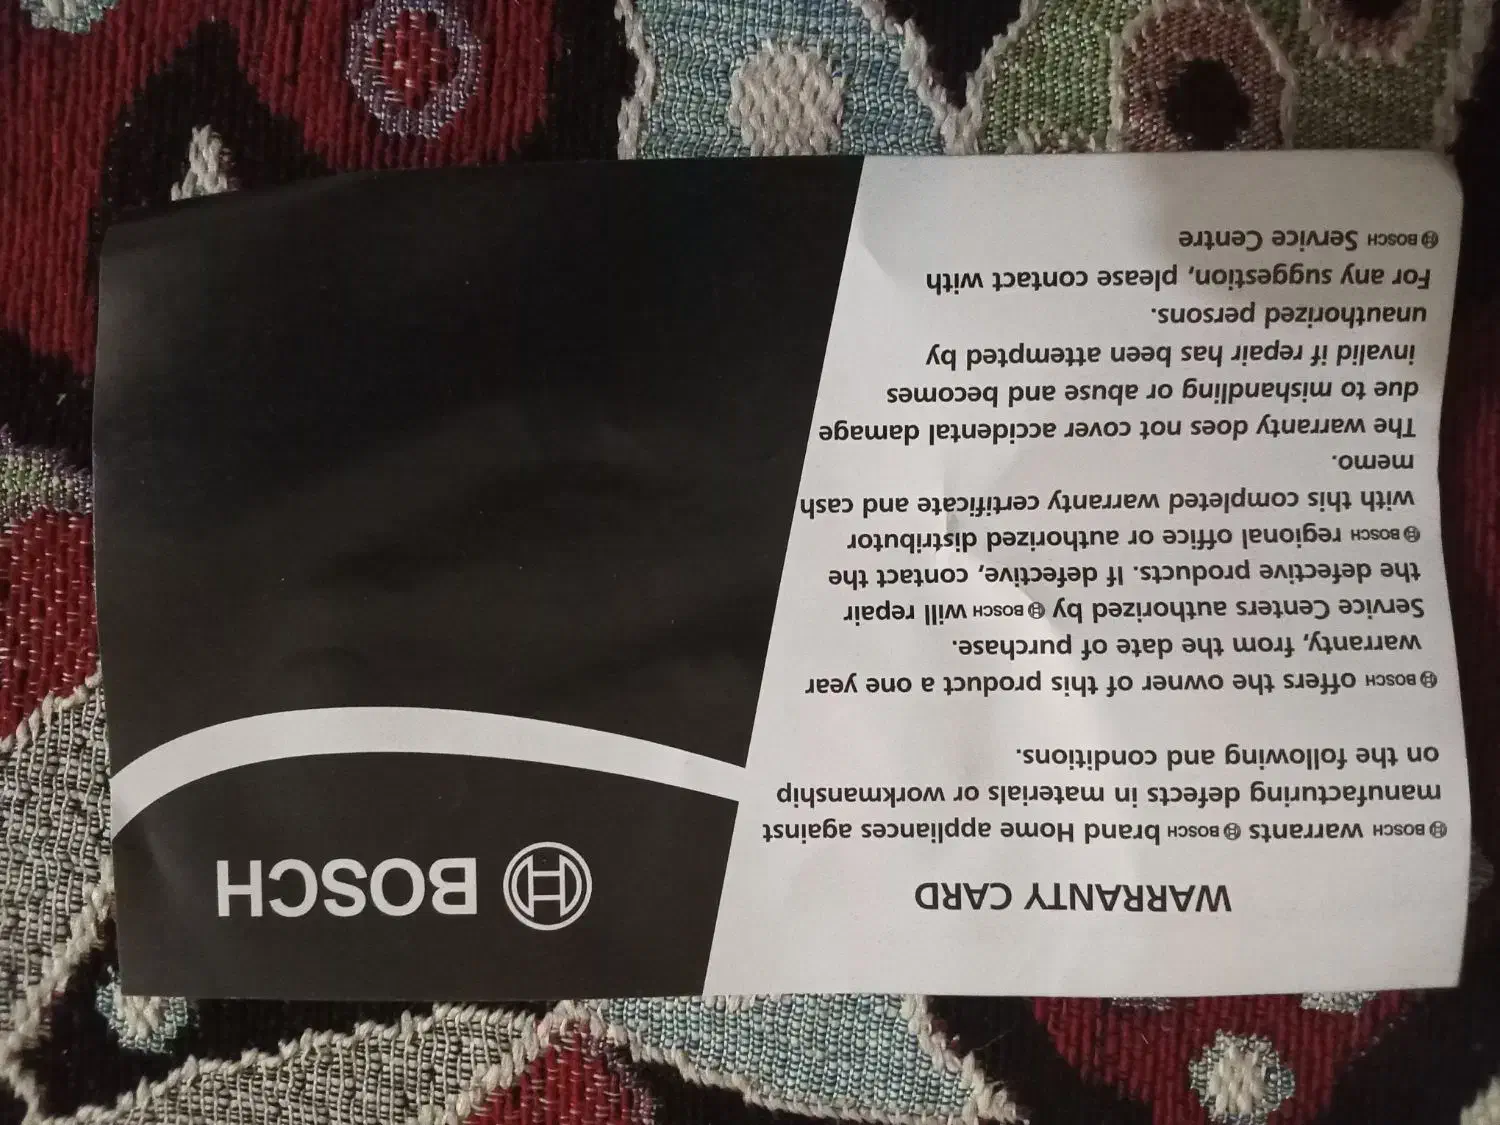 WARRANTY CARD
BOSCH warrants BOSCH brand Home appliances against
manufacturing defects in materials or workmanship
on the following and conditions.
BOSCH offers the owner of this product a one year
warranty, from the date of purchase.
Service Centers authorized by BOSCH will repair
the defective products. If defective, contact the
BOSCH regional office or authorized distributor
with this completed warranty certificate and cash
memo.
The warranty does not cover accidental damage
due to mishandling or abuse and becomes
invalid if repair has been attempted by
unauthorized persons.
For any suggestion, please contact with
BOSCH Service Centre
BOSCH